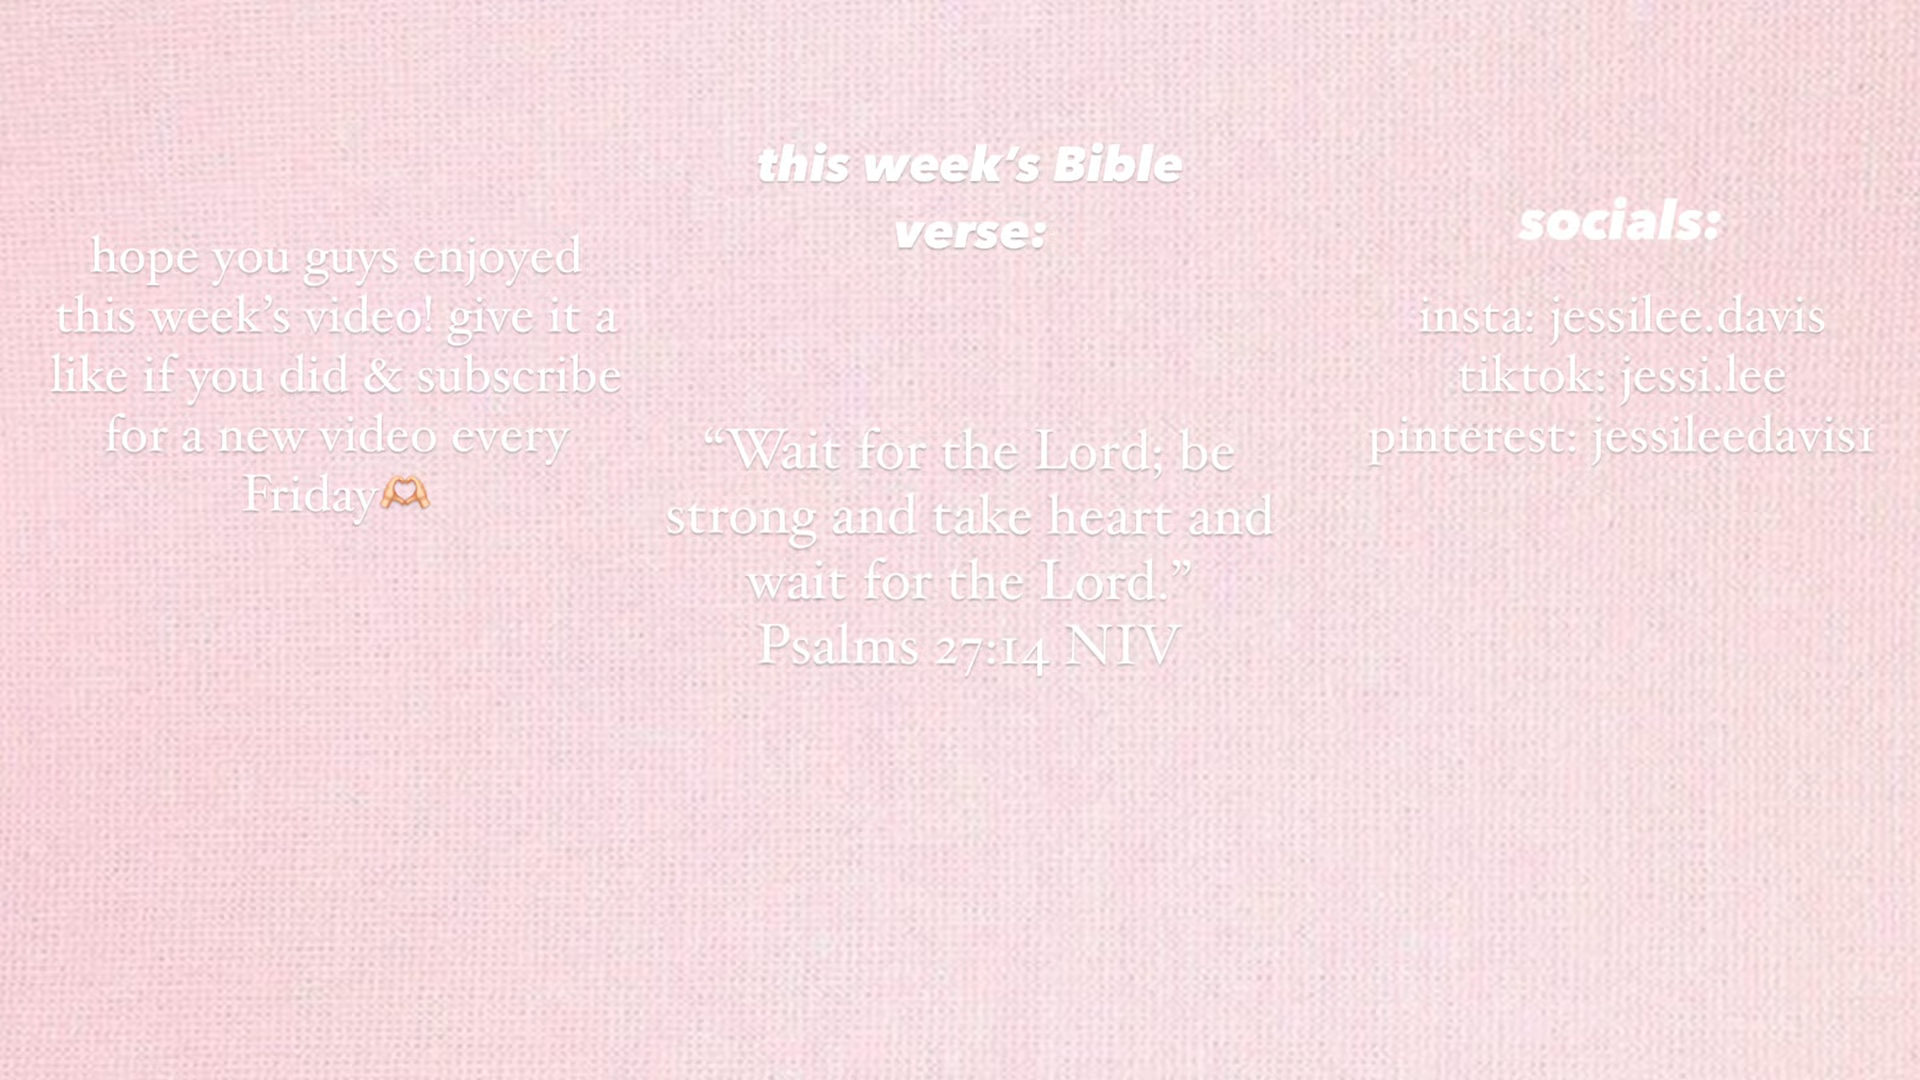 hope you guys enjoyed
this week’s video! give it a
like if you did & subscribe
for a new video every
Friday🫶🏼
this week’s Bible
verse:
“Wait for the Lord; be
strong and take heart and
wait for the Lord.”
Psalms 27:14 NIV
socials:
insta: jessilee.davis
tiktok: jessi.lee
pinterest: jessileedavis1